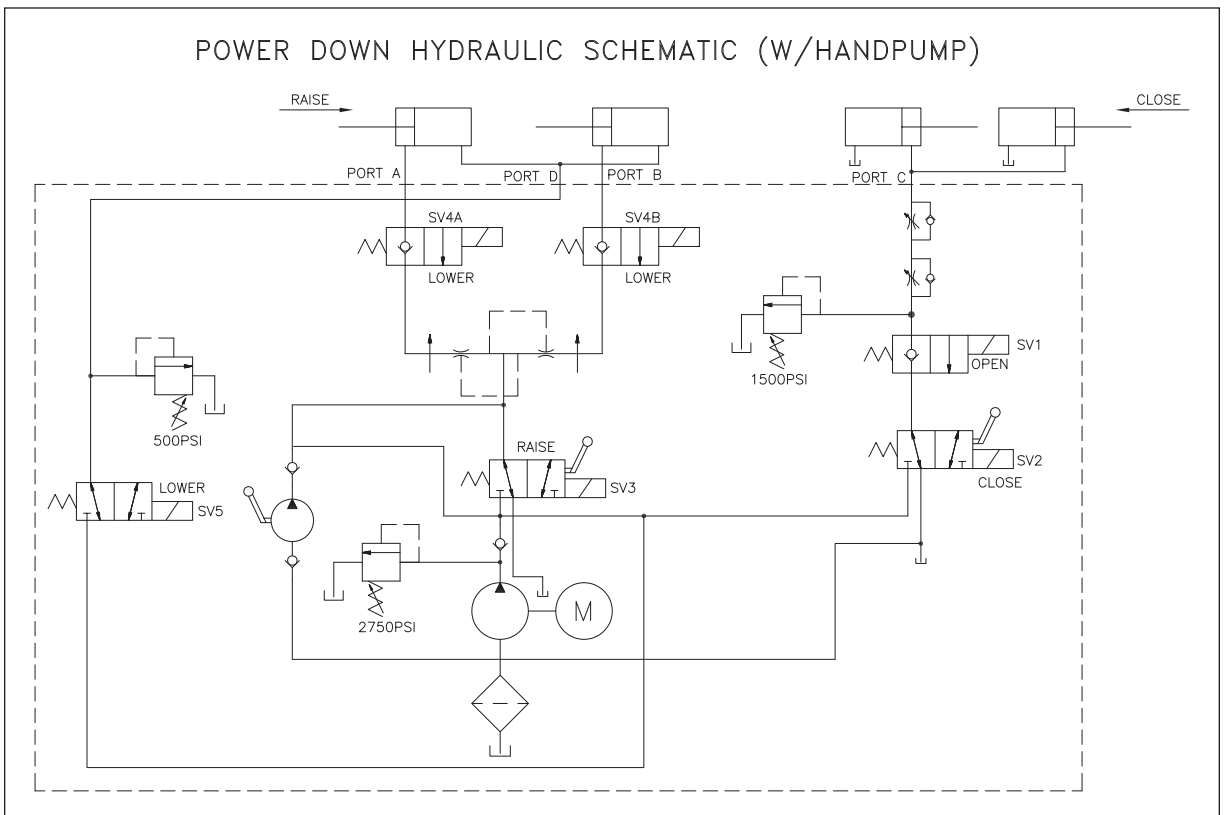 POWER DOWN HYDRAULIC SCHEMATIC (W/HANDPUMP)
RAISE
CLOSE
PORT A
PORT D
PORT B
PORT C
SV4A
SV4B
LOWER
LOWER
SV1
OPEN
1500PSI
500PSI
RAISE
SV2
CLOSE
LOWER
SV5
SV3
M
2750PSI